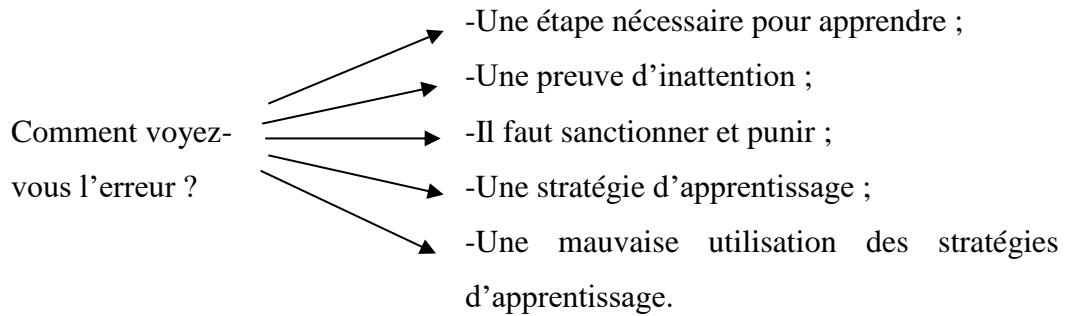 Comment voyez-
vous l’erreur ?
-Une étape nécessaire pour apprendre ;
-Une preuve d’inattention ;
-Il faut sanctionner et punir ;
-Une stratégie d’apprentissage ;
-Une mauvaise utilisation des stratégies
d’apprentissage.